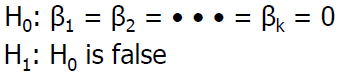 H₀: β₁ = β₂ = • • • = βₖ = 0
H₁: H₀ is false